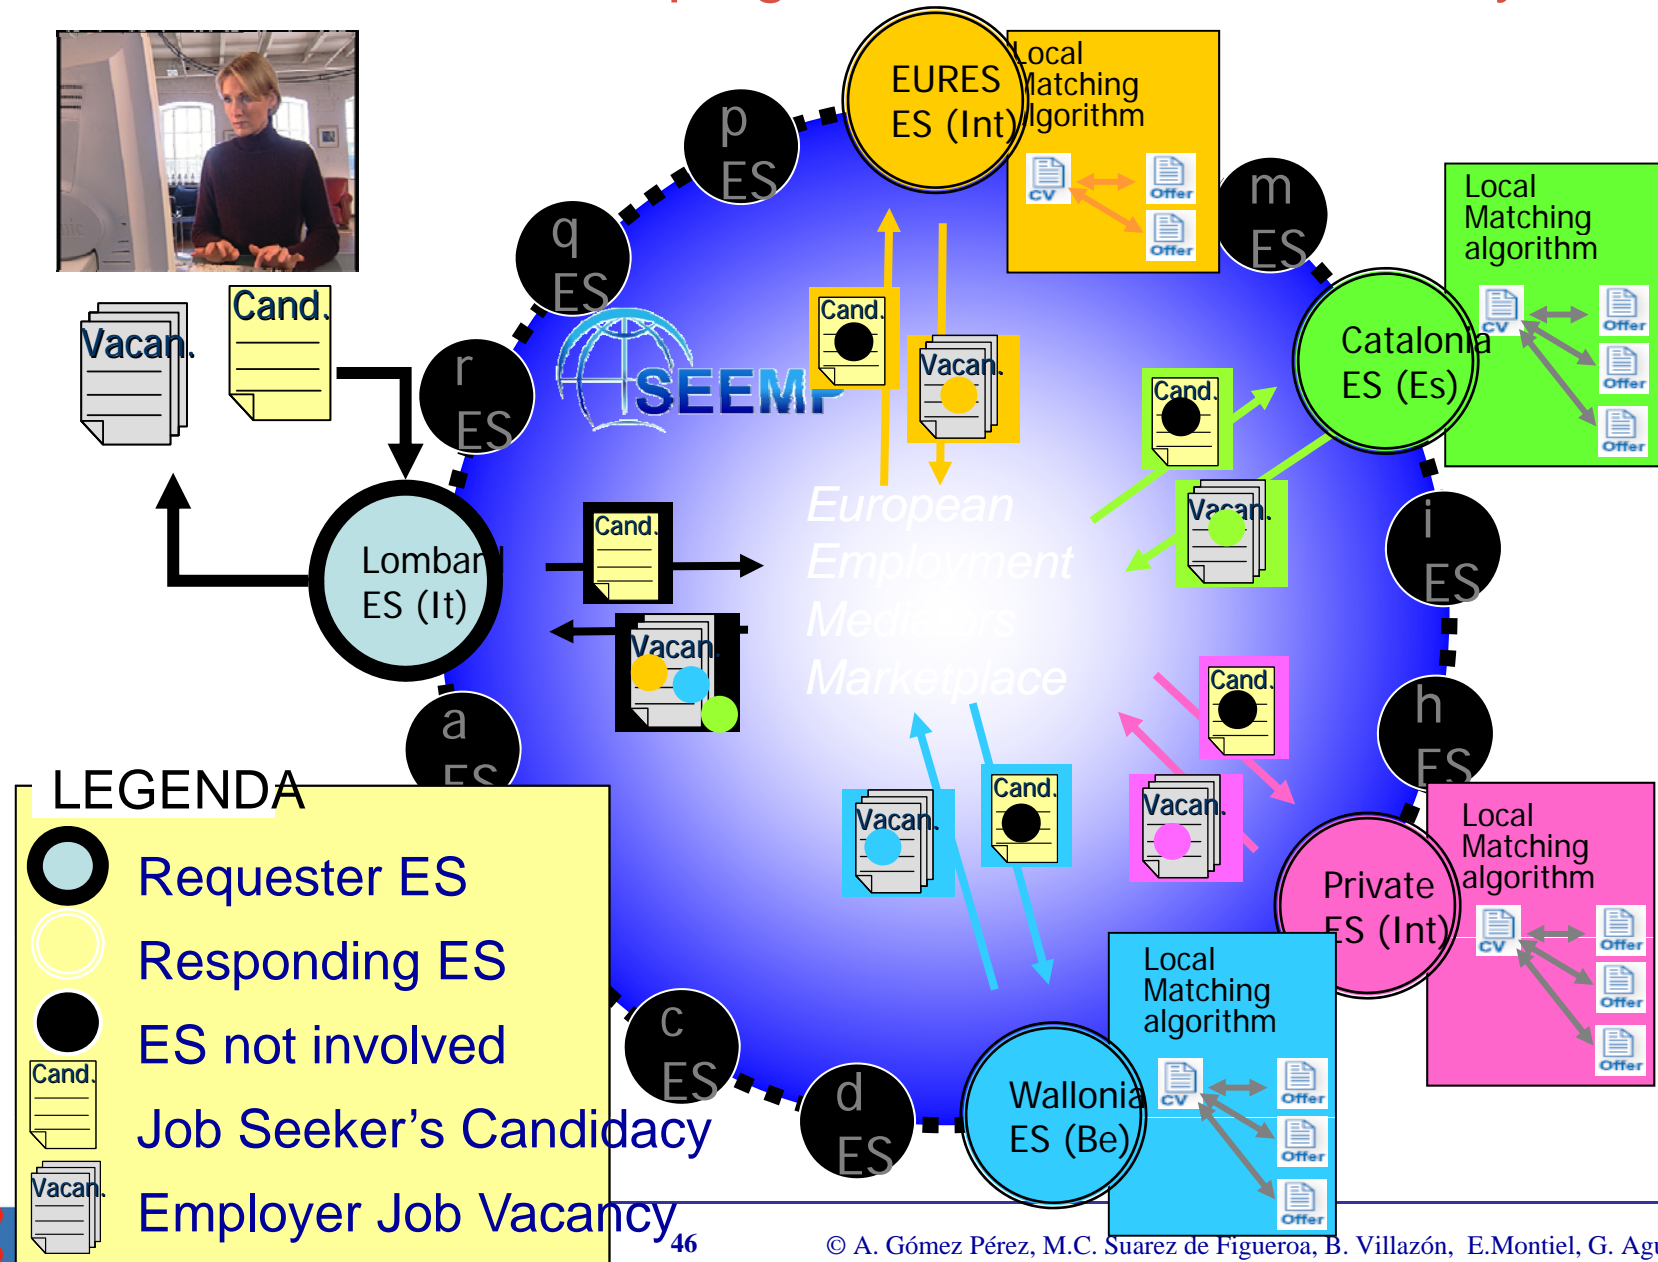 EURES
ES (Int)
Local
Matching
algorithm
CV
Offer
Offer
p
ES
m
ES
q
ES
Local
Matching
algorithm
CV
Offer
Offer
Offer
Catalonia
ES (Es)
Vacan.
Cand.
r
ES
SEEMP
Cand.
Vacan.
Cand.
Vacan.
European
Employment
Mediators
Marketplace
Lombard
ES (It)
Cand.
Vacan.
i
ES
a
ES
h
ES
Cand.
Vacan.
Vacan.
Cand.
Private
ES (Int)
Local
Matching
algorithm
CV
Offer
Offer
Offer
LEGENDA
Requester ES
Responding ES
ES not involved
Cand.
Job Seeker's Candidacy
Vacan.
Employer Job Vacancy
c
ES
d
ES
Wallonia
ES (Be)
Local
Matching
algorithm
CV
Offer
Offer
Offer
46
© A. Gómez Pérez, M.C. Suarez de Figueroa, B. Villazón, E.Montiel, G.